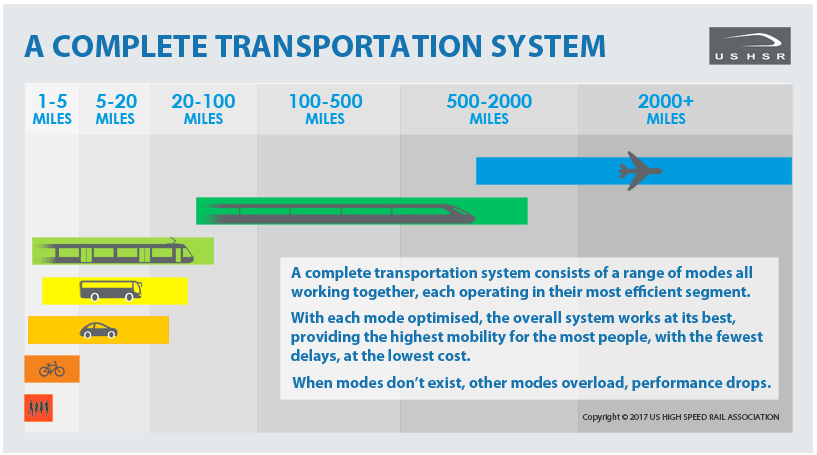 A COMPLETE TRANSPORTATION SYSTEM
USHSR
1-5
MILES
5-20
MILES
20-100
MILES
100-500
MILES
500-2000
MILES
2000+
MILES
A complete transportation system consists of a range of modes all
working together, each operating in their most efficient segment.
With each mode optimised, the overall system works at its best,
providing the highest mobility for the most people, with the fewest
delays, at the lowest cost.
When modes don’t exist, other modes overload, performance drops.
Copyright © 2017 US HIGH SPEED RAIL ASSOCIATION